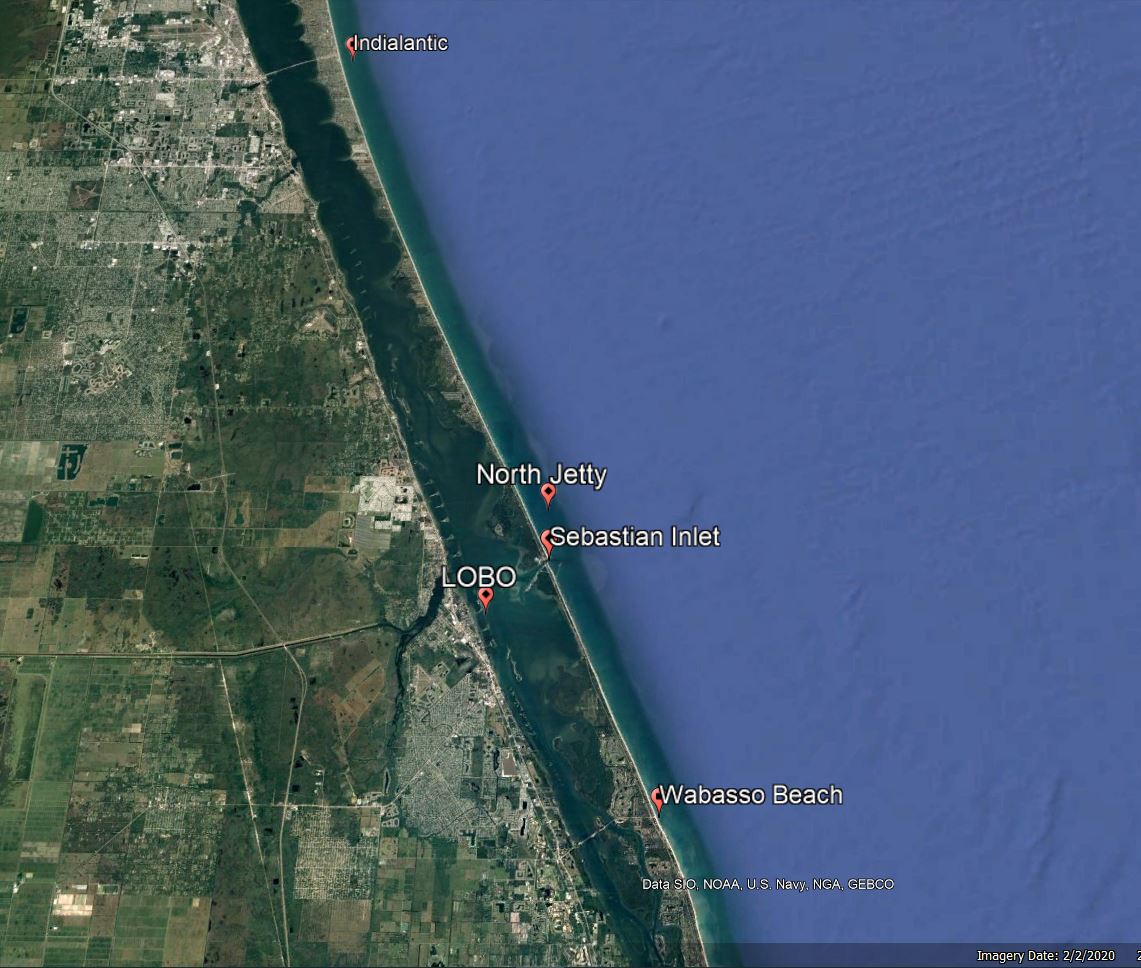 Indialantic
North Jetty
Sebastian Inlet
LOBO
Wabasso Beach
Data SIO, NOAA, U.S. Navy, NGA, GEBCO
Imagery Date: 2/2/2020